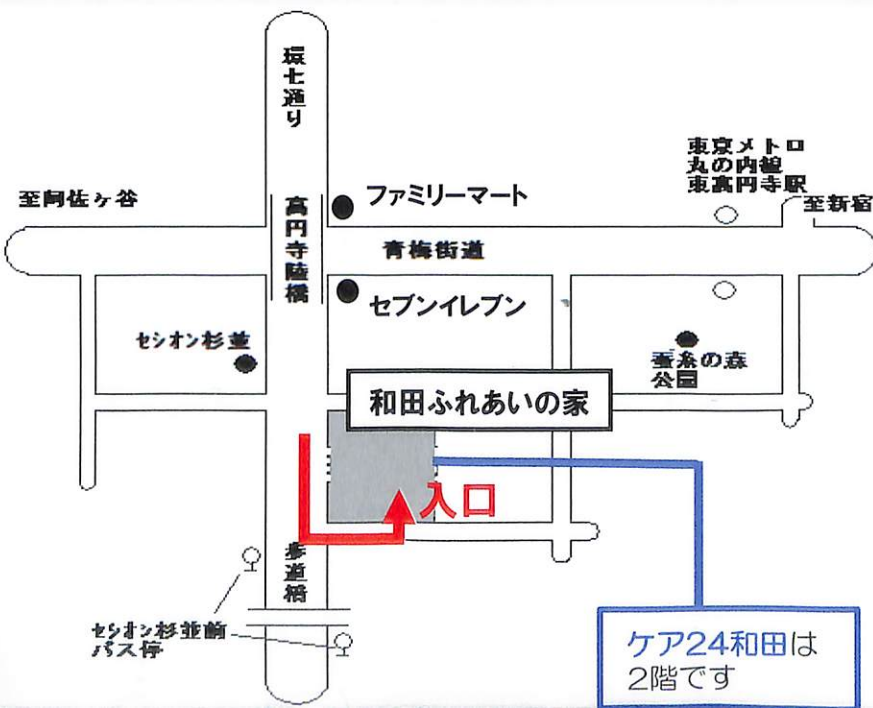 環七通り
東京メトロ
丸の内線
東高円寺駅
至阿佐ヶ谷
ファミリーマート
至新宿
高円寺陸橋
青梅街道
セブンイレブン
セシオン杉並
蚕糸の森
公園
和田ふれあいの家
入口
歩道橋
セシオン杉並前
バス停
ケア24和田は
2階です